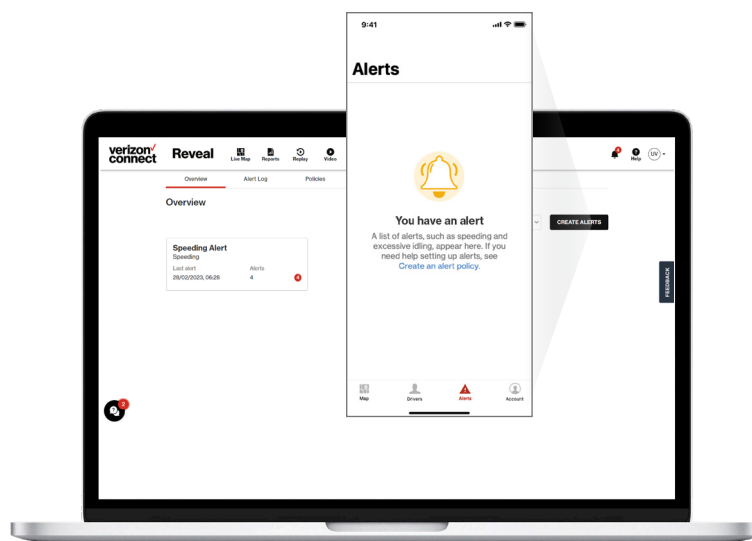 9:41
Alerts
verizon
connect
Reveal
Live Map
Reports
Replay
Video
4
Help
UV
Overview
Alert Log
Policies
Overview
CREATE ALERTS
Speeding Alert
Speeding
Last alert
Alerts
28/02/2023, 06:28
4
4
You have an alert
A list of alerts, such as speeding and
excessive idling, appear here. If you
need help setting up alerts, see
Create an alert policy.
FEEDBACK
Map
Drivers
Alerts
Account
2